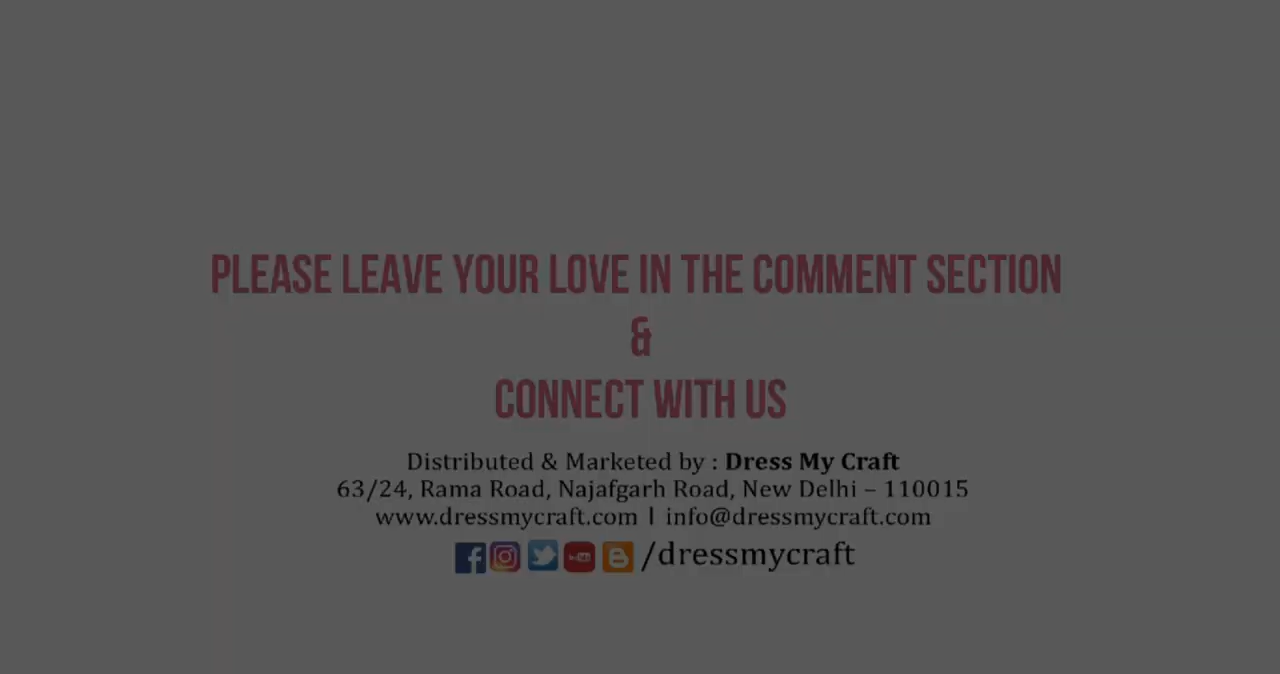 PLEASE LEAVE YOUR LOVE IN THE COMMENT SECTION
&
CONNECT WITH US
Distributed & Marketed by : Dress My Craft
63/24, Rama Road, Najafgarh Road, New Delhi – 110015
www.dressmycraft.com | info@dressmycraft.com
/dressmycraft